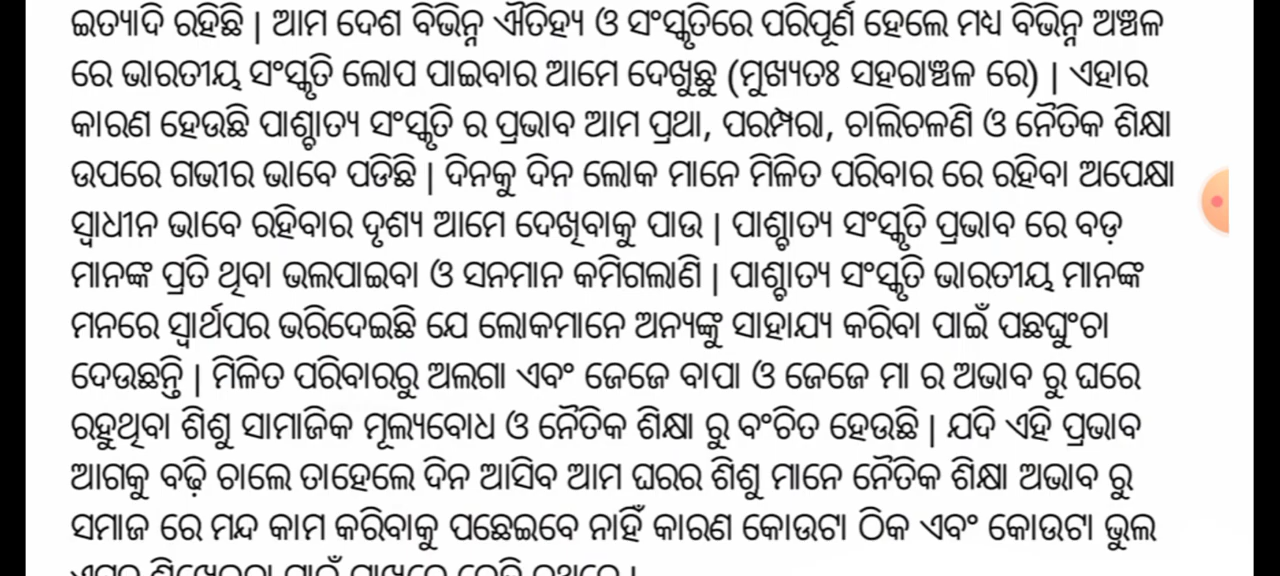 ଇତ୍ୟାଦି ରହିଛି | ଆମ ଦେଶ ବିଭିନ୍ନ ଐତିହ୍ୟ ଓ ସଂସ୍କୃତିରେ ପରିପୂର୍ଣ ହେଲେ ମଧ୍ୟ ବିଭିନ୍ନ ଅଞ୍ଚଳ
ରେ ଭାରତୀୟ ସଂସ୍କୃତି ଲୋପ ପାଇବାର ଆମେ ଦେଖୁଛୁ (ମୁଖ୍ୟତଃ ସହରାଞ୍ଚଳ ରେ) | ଏହାର
କାରଣ ହେଉଛି ପାଶ୍ଚାତ୍ୟ ସଂସ୍କୃତି ର ପ୍ରଭାବ ଆମ ପ୍ରଥା, ପରମ୍ପରା, ଚାଲିଚଳଣି ଓ ନୈତିକ ଶିକ୍ଷା
ଉପରେ ଗଭୀର ଭାବେ ପଡିଛି | ଦିନକୁ ଦିନ ଲୋକ ମାନେ ମିଳିତ ପରିବାର ରେ ରହିବା ଅପେକ୍ଷା
ସ୍ୱାଧୀନ ଭାବେ ରହିବାର ଦୃଶ୍ୟ ଆମେ ଦେଖିବାକୁ ପାଉ | ପାଶ୍ଚାତ୍ୟ ସଂସ୍କୃତି ପ୍ରଭାବ ରେ ବଡ଼
ମାନଙ୍କ ପ୍ରତି ଥିବା ଭଲପାଇବା ଓ ସନମାନ କମିଗଲାଣି | ପାଶ୍ଚାତ୍ୟ ସଂସ୍କୃତି ଭାରତୀୟ ମାନଙ୍କ
ମନରେ ସ୍ୱାର୍ଥପର ଭରିଦେଇଛି ଯେ ଲୋକମାନେ ଅନ୍ୟଙ୍କୁ ସାହାଯ୍ୟ କରିବା ପାଇଁ ପଛଘୁଂଚା
ଦେଉଛନ୍ତି | ମିଳିତ ପରିବାରରୁ ଅଲଗା ଏବଂ ଜେଜେ ବାପା ଓ ଜେଜେ ମା ର ଅଭାବ ରୁ ଘରେ
ରହୁଥିବା ଶିଶୁ ସାମାଜିକ ମୂଲ୍ୟବୋଧ ଓ ନୈତିକ ଶିକ୍ଷା ରୁ ବଂଚିତ ହେଉଛି | ଯଦି ଏହି ପ୍ରଭାବ
ଆଗକୁ ବଢ଼ି ଚାଲେ ତାହେଲେ ଦିନ ଆସିବ ଆମ ଘରର ଶିଶୁ ମାନେ ନୈତିକ ଶିକ୍ଷା ଅଭାବ ରୁ
ସମାଜ ରେ ମନ୍ଦ କାମ କରିବାକୁ ପଛେଇବେ ନାହିଁ କାରଣ କୋଉଟା ଠିକ ଏବଂ କୋଉଟା ଭୁଲ